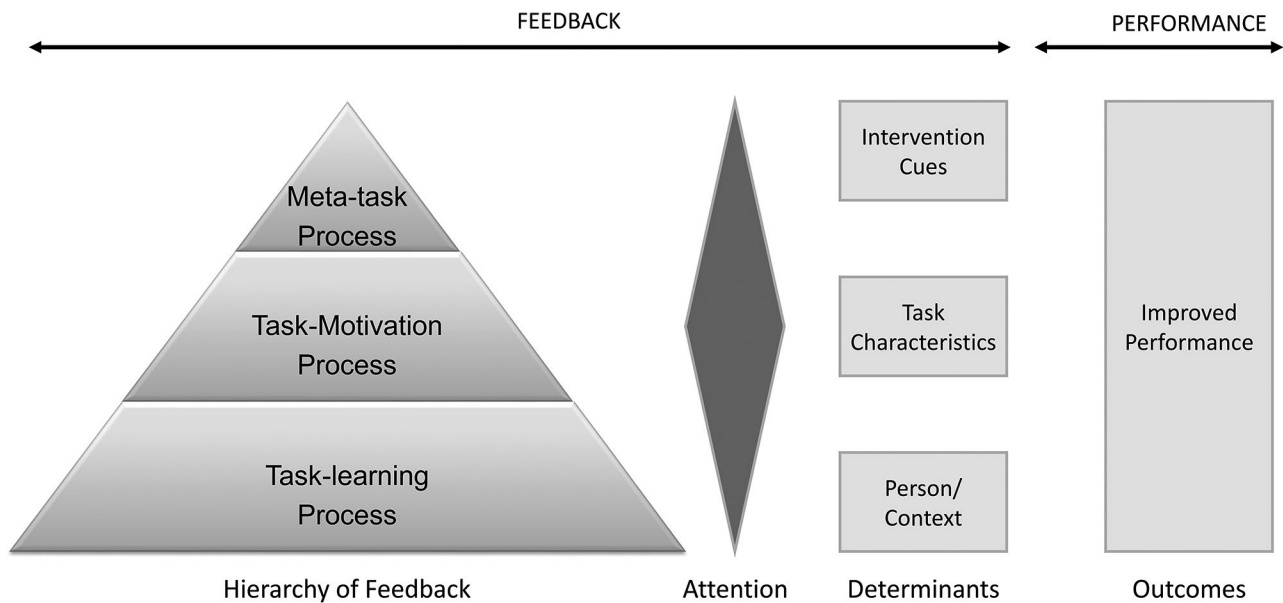 FEEDBACK
PERFORMANCE
Meta-task
Process
Task-Motivation
Process
Task-learning
Process
Intervention
Cues
Task
Characteristics
Person/
Context
Improved
Performance
Hierarchy of Feedback
Attention
Determinants
Outcomes